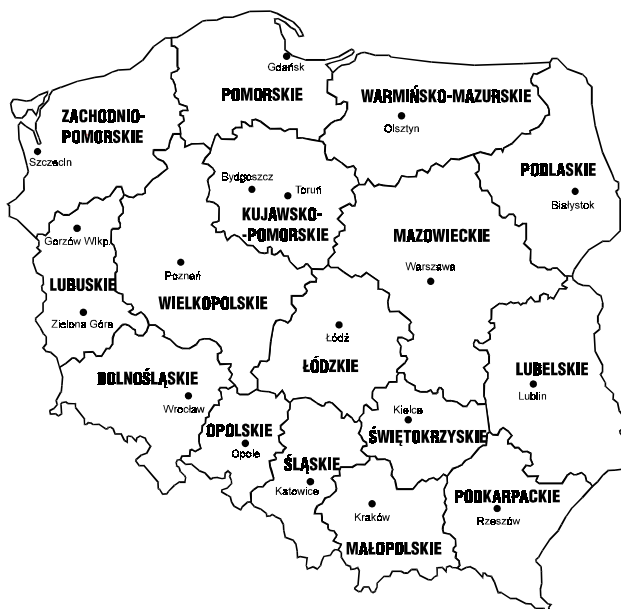 Gdańsk
POMORSKIE
WARMIŃSKO-MAZURSKIE
Olsztyn
ZACHODNIO-
POMORSKIE
Szczecin
PODLASKIE
Białystok
Bydgoszcz
Toruń
KUJAWSKO-
-POMORSKIE
Gorzów Wlkp.
MAZOWIECKIE
Warszawa
LUBUSKIE
Zielona Góra
Poznań
WIELKOPOLSKIE
Łódź
ŁÓDZKIE
LUBELSKIE
Lublin
DOLNOŚLĄSKIE
Wrocław
OPOLSKIE
Opole
Kielce
ŚWIĘTOKRZYSKIE
ŚLĄSKIE
Katowice
Kraków
MAŁOPOLSKIE
PODKARPACKIE
Rzeszów